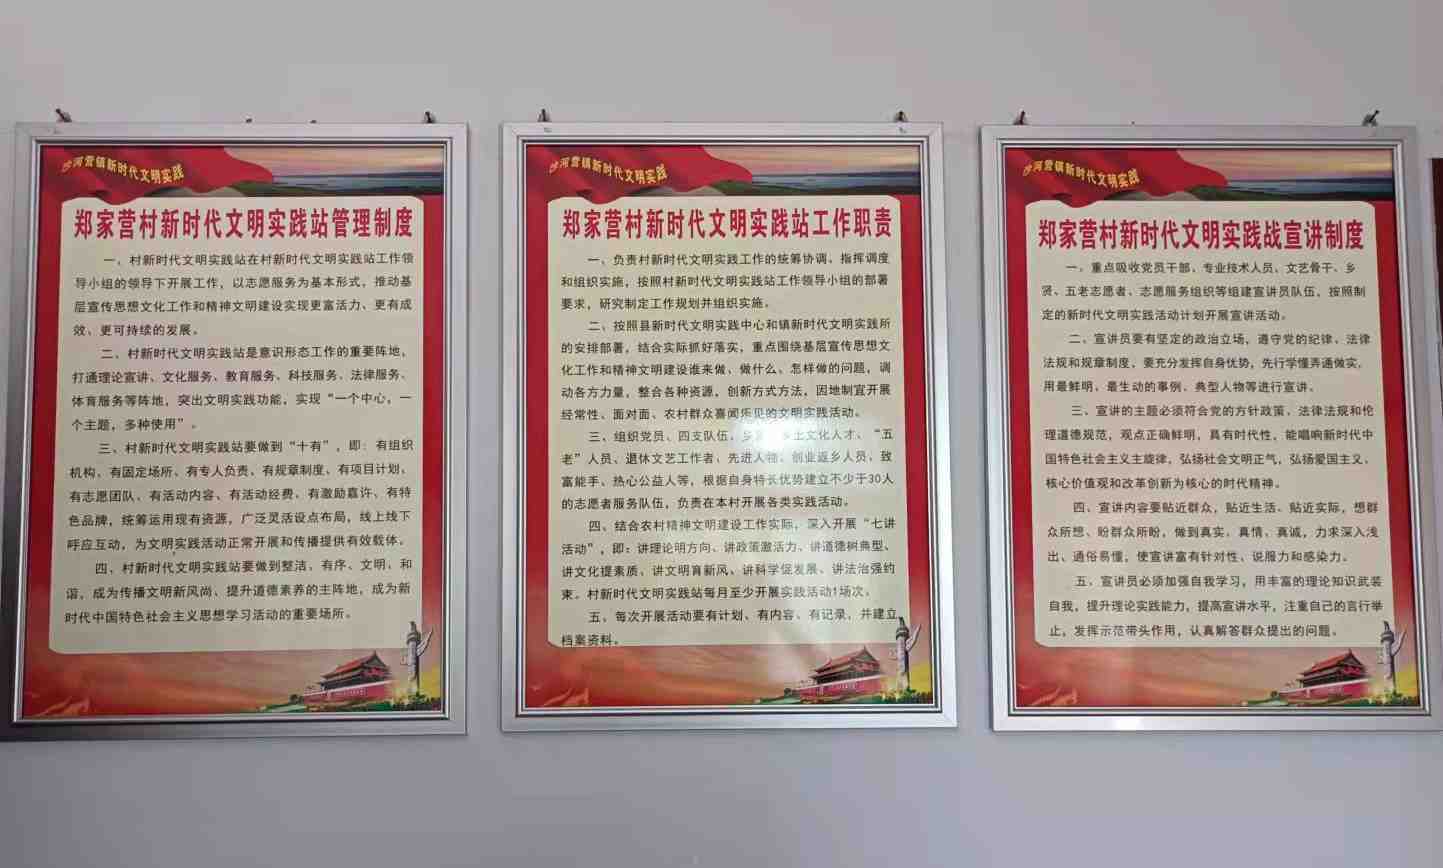 沙河营镇新时代文明实践
郑家营村新时代文明实践站管理制度
一、村新时代文明实践站在村新时代文明实践站工作领
导小组的领导下开展工作，以志愿服务为基本形式，推动基
层宣传思想文化工作和精神文明建设实现更富活力、更有成
效、更可持续的发展。
二、村新时代文明实践站是意识形态工作的重要阵地，
打通理论宣讲、文化服务、教育服务、科技服务、法律服务、
体育服务等阵地，突出文明实践功能，实现“一个中心，一
个主题，多种使用”。
三、村新时代文明实践站要做到“十有”，即：有组织
机构、有固定场所、有专人负责、有规章制度、有项目计划、
有志愿团队、有活动内容、有活动经费、有激励嘉许、有特
色品牌，统筹运用现有资源，广泛灵活设点布局，线上线下
呼应互动，为文明实践活动正常开展和传播提供有效载体。
四、村新时代文明实践站要做到整洁、有序、文明、和
谐，成为传播文明新风尚、提升道德素养的主阵地，成为新
时代中国特色社会主义思想学习活动的重要场所。
沙河营镇新时代文明实践
郑家营村新时代文明实践站工作职责
一、负责村新时代文明实践工作的统筹协调、指挥调度
和组织实施，按照村新时代文明实践站工作领导小组的部署
要求，研究制定工作规划并组织实施。
二、按照县新时代文明实践中心和镇新时代文明实践所
的安排部署，结合实际抓好落实，重点围绕基层宣传思想文
化工作和精神文明建设谁来做、做什么、怎样做的问题，调
动各方力量，整合各种资源，创新方式方法，因地制宜开展
经常性、面对面、农村群众喜闻乐见的文明实践活动。
三、组织党员、四支队伍、乡贤、乡土文化人才、“五
老”人员、退休文艺工作者、先进人物、创业返乡人员、致
富能手、热心公益人等，根据自身特长优势建立不少于30人
的志愿者服务队伍，负责在本村开展各类实践活动。
四、结合农村精神文明建设工作实际，深入开展“七讲
活动”，即：讲理论明方向、讲政策激活力、讲道德树典型、
讲文化提素质、讲文明育新风、讲科学促发展、讲法治强约
束。村新时代文明实践站每月至少开展实践活动1场次。
五、每次开展活动要有计划、有内容、有记录，并建立
档案资料。
沙河营镇新时代文明实践
郑家营村新时代文明实践战宣讲制度
一、重点吸收党员干部、专业技术人员、文艺骨干、乡
贤、五老志愿者、志愿服务组织等组建宣讲员队伍，按照制
定的新时代文明实践活动计划开展宣讲活动。
二、宣讲员要有坚定的政治立场，遵守党的纪律、法律
法规和规章制度，要充分发挥自身优势，先行学懂弄通做实，
用最鲜明、最生动的事例、典型人物等进行宣讲。
三、宣讲的主题必须符合党的方针政策、法律法规和伦
理道德规范，观点正确鲜明，具有时代性，能唱响新时代中
国特色社会主义主旋律，弘扬社会文明正气，弘扬爱国主义、
核心价值观和改革创新为核心的时代精神。
四、宣讲内容要贴近群众，贴近生活、贴近实际，想群
众所想、盼群众所盼，做到真实、真情、真诚，力求深入浅
出、通俗易懂，使宣讲富有针对性、说服力和感染力。
五、宣讲员必须加强自我学习，用丰富的理论知识武装
自我，提升理论实践能力，提高宣讲水平，注重自己的言行举
止，发挥示范带头作用，认真解答群众提出的问题。